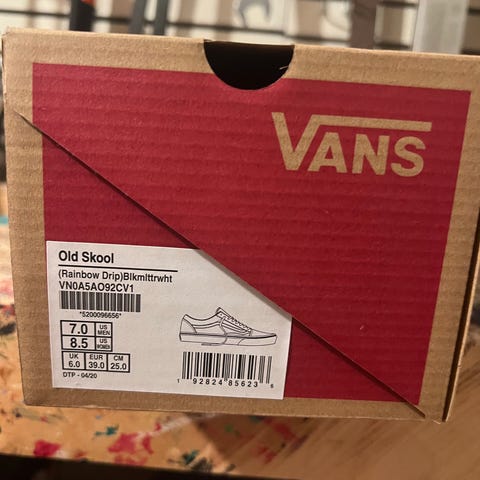 VANS
Old Skool
(Rainbow Drip)Blkmlttrwht
VN0A5AO92CV1
*5200096656*
7.0 US MEN
8.5 US WOMEN
UK EUR CM
6.0 39.0 25.0
DTP - 04/20
1 92824 85623 6